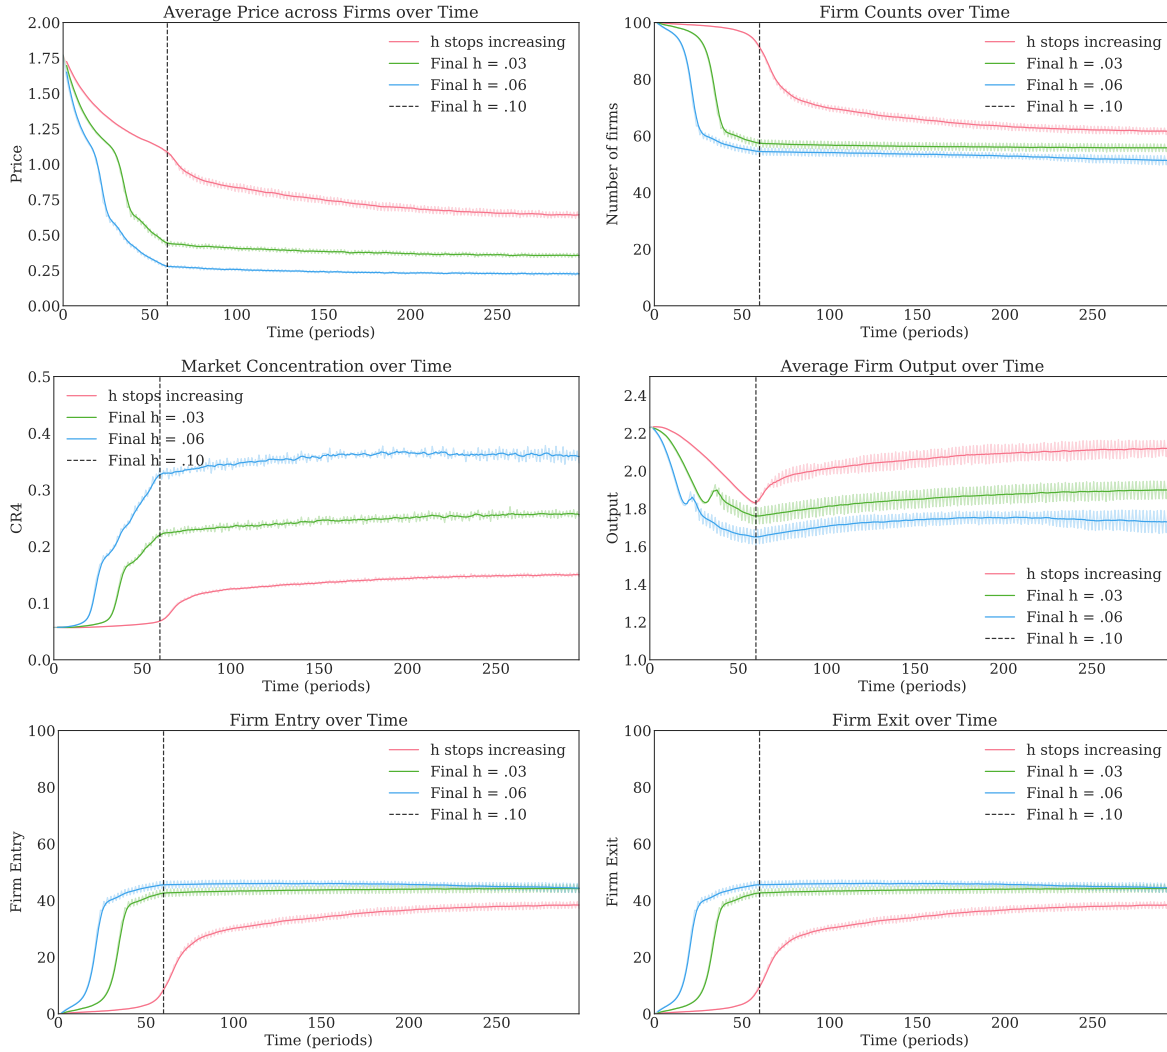 Average Price across Firms over Time
2.00
1.75
1.50
1.25
1.00
0.75
0.50
0.25
0.00
Price
0 50 100 150 200 250
Time (periods)
h stops increasing
Final h = .03
Final h = .06
Final h = .10
Firm Counts over Time
100
80
60
40
20
0
Number of firms
0 50 100 150 200 250
Time (periods)
h stops increasing
Final h = .03
Final h = .06
Final h = .10
Market Concentration over Time
0.5
0.4
0.3
0.2
0.1
0.0
CR4
0 50 100 150 200 250
Time (periods)
h stops increasing
Final h = .03
Final h = .06
Final h = .10
Average Firm Output over Time
2.4
2.2
2.0
1.8
1.6
1.4
1.2
1.0
Output
0 50 100 150 200 250
Time (periods)
h stops increasing
Final h = .03
Final h = .06
Final h = .10
Firm Entry over Time
100
80
60
40
20
0
Firm Entry
0 50 100 150 200 250
Time (periods)
h stops increasing
Final h = .03
Final h = .06
Final h = .10
Firm Exit over Time
100
80
60
40
20
0
Firm Exit
0 50 100 150 200 250
Time (periods)
h stops increasing
Final h = .03
Final h = .06
Final h = .10